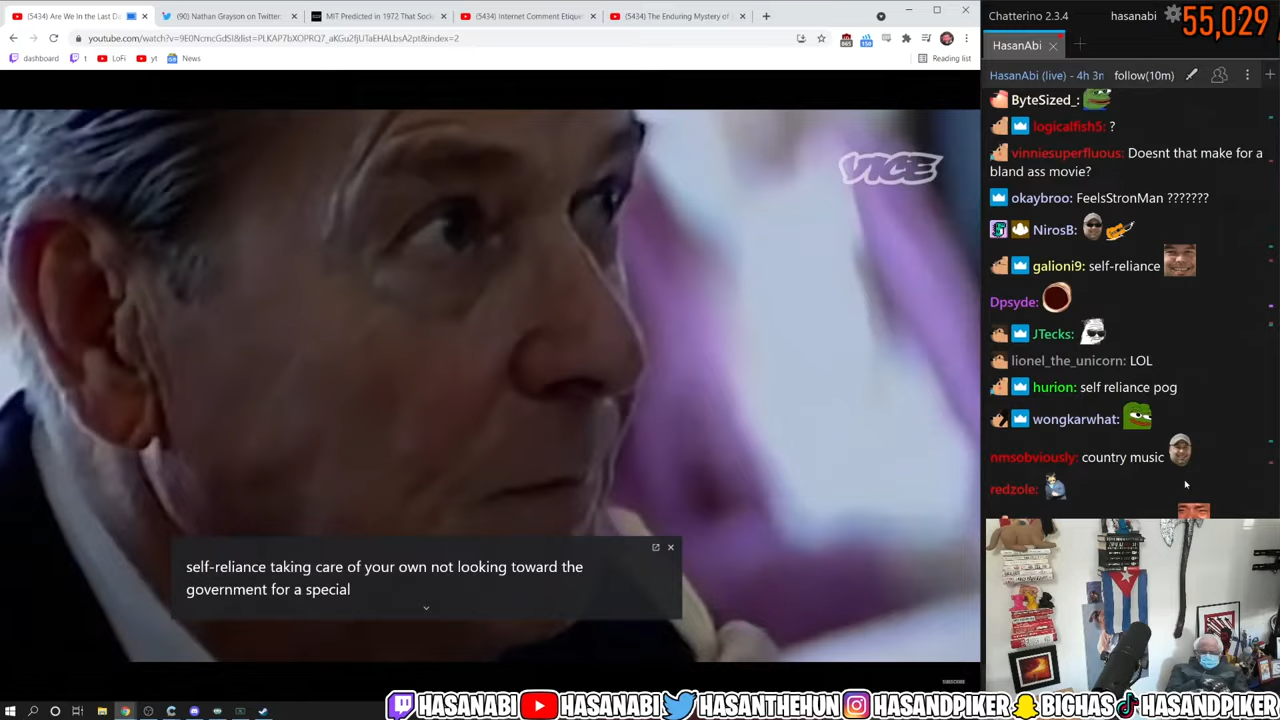 (5434) Are We In the Last Da
(90) Nathan Grayson on Twitter:
MIT Predicted in 1972 That Soc
(5434) Internet Comment Etique
(5434) The Enduring Mystery of
youtube.com/watch?v=9E0NcmcGdSI&list=PLKAP7bXOPRQ7_aKGu2fjUTaEHALbsA2pt&index=2
dashboard
t
LoFi
yt
News
Reading list
VICE
self-reliance taking care of your own not looking toward the
government for a special
SUBSCRIBE
Chatterino 2.3.4
hasanabi
55,029
HasanAbi
HasanAbi (live) - 4h 3m
follow(10m)
ByteSized_:
logicalfish5: ?
vinniesuperfluous: Doesnt that make for a
bland ass movie?
okaybroo: FeelsStronMan ???????
NirosB:
galioni9: self-reliance
Dpsyde:
JTecks:
lionel_the_unicorn: LOL
hurion: self reliance pog
wongkarwhat:
nmsobviously: country music
redzole:
HASANABI
HASANABI
HASANTHEHUN
HASANDPIKER
BIGHAS
HASANDPIKER